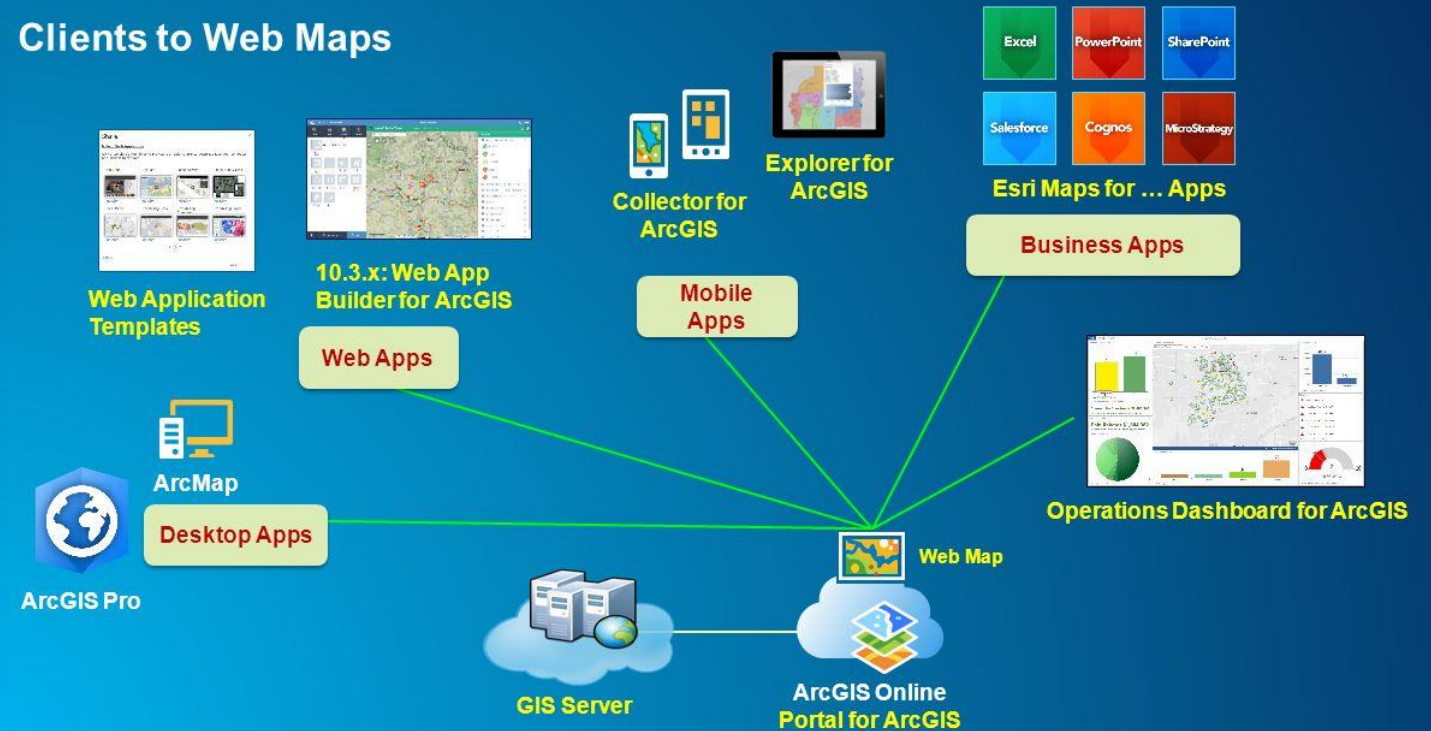 Clients to Web Maps
Excel
PowerPoint
SharePoint
Salesforce
Cognos
MicroStrategy
Esri Maps for ... Apps
Business Apps
Explorer for
ArcGIS
Collector for
ArcGIS
Mobile
Apps
Web Application
Templates
10.3.x: Web App
Builder for ArcGIS
Web Apps
ArcMap
Desktop Apps
ArcGIS Pro
Operations Dashboard for ArcGIS
Web Map
GIS Server
ArcGIS Online
Portal for ArcGIS